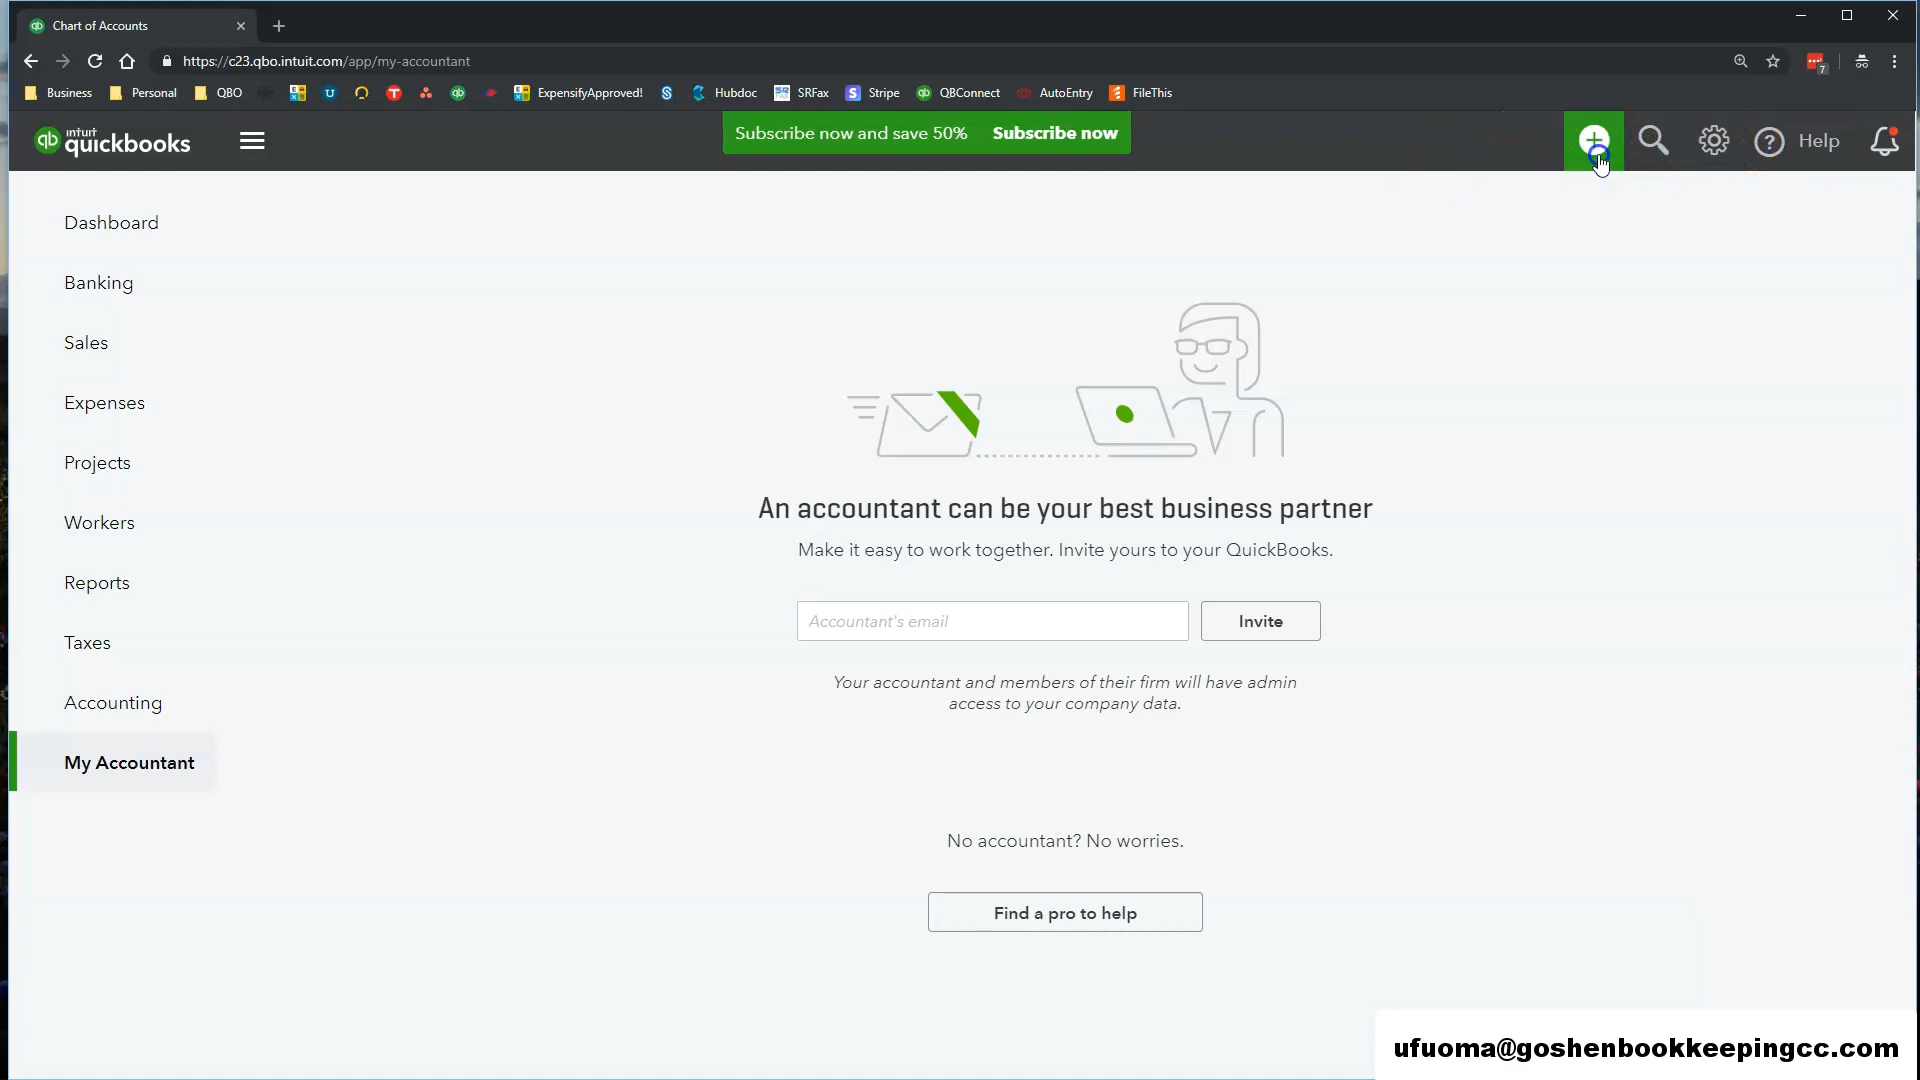 Chart of Accounts
https://c23.qbo.intuit.com/app/my-accountant
7
Business Personal QBO ExpensifyApproved! Hubdoc SRFax Stripe QBConnect AutoEntry FileThis
intuit quickbooks
Subscribe now and save 50% Subscribe now
Help
Dashboard
Banking
Sales
Expenses
Projects
Workers
Reports
Taxes
Accounting
My Accountant
An accountant can be your best business partner
Make it easy to work together. Invite yours to your QuickBooks.
Accountant's email
Invite
Your accountant and members of their firm will have admin
access to your company data.
No accountant? No worries.
Find a pro to help
ufuoma@goshenbookkeepingcc.com